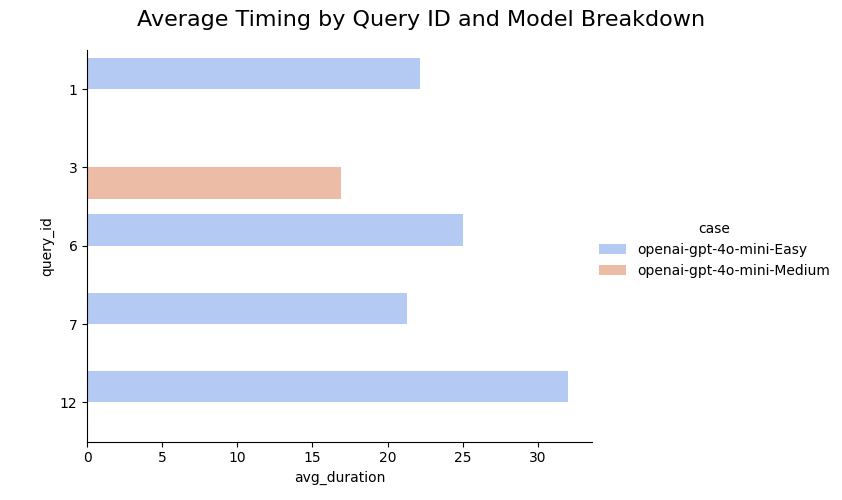 Average Timing by Query ID and Model Breakdown
query_id
1
3
6
7
12
0 5 10 15 20 25 30
avg_duration
case
openai-gpt-4o-mini-Easy
openai-gpt-4o-mini-Medium